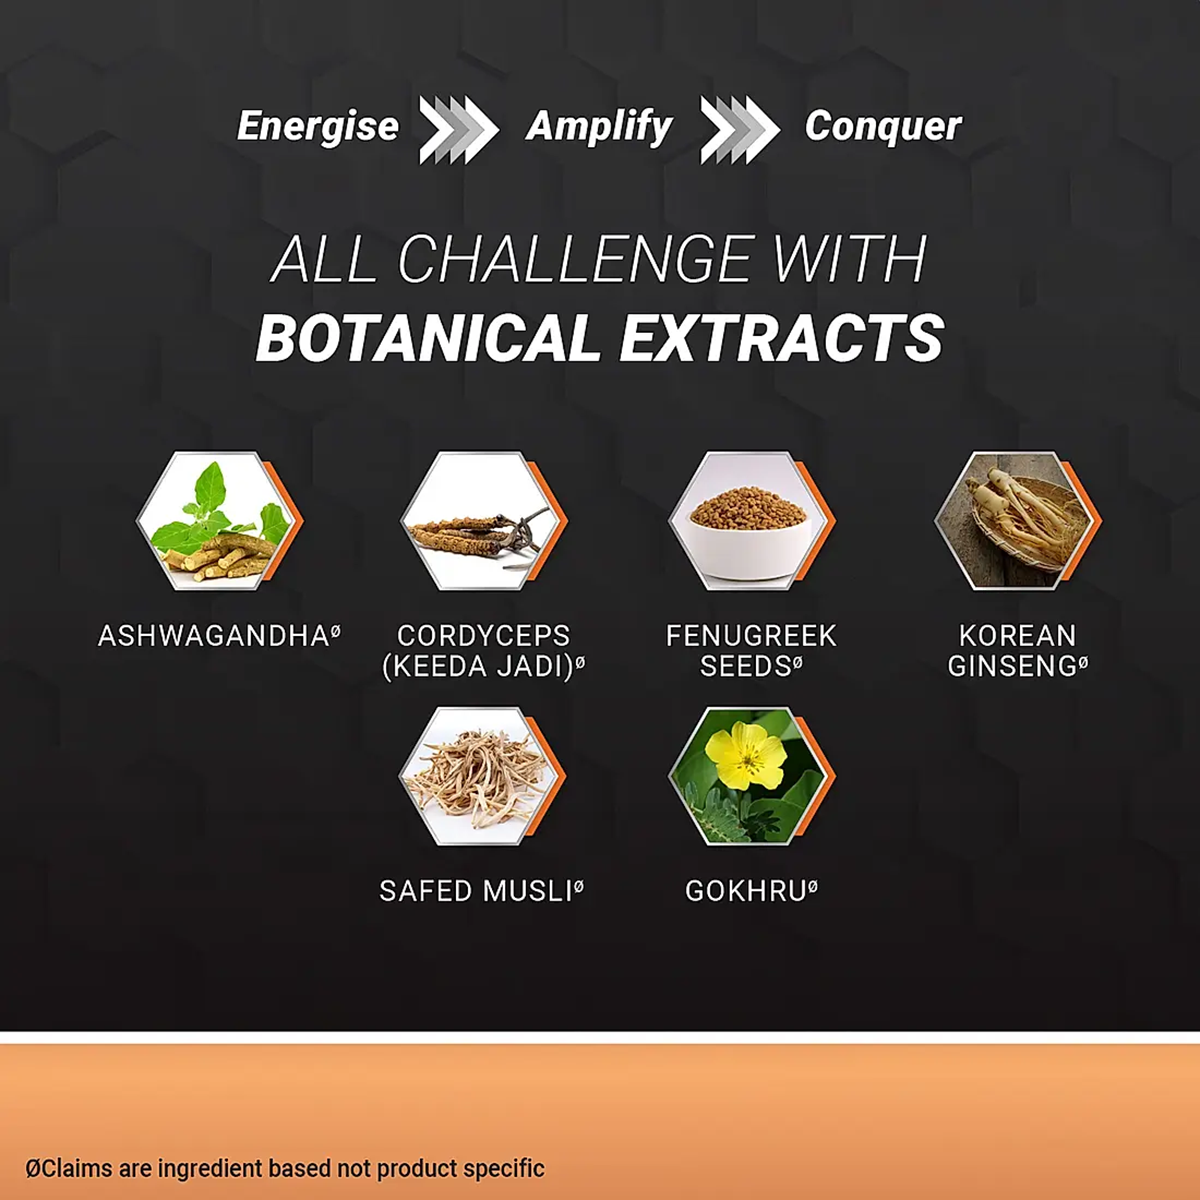 Energise Amplify Conquer
ALL CHALLENGE WITH
BOTANICAL EXTRACTS
ASHWAGANDHAØ
CORDYCEPS
(KEEDA JADI)Ø
FENUGREEK
SEEDSØ
KOREAN
GINSENGØ
SAFED MUSLIØ
GOKHRUØ
ØClaims are ingredient based not product specific